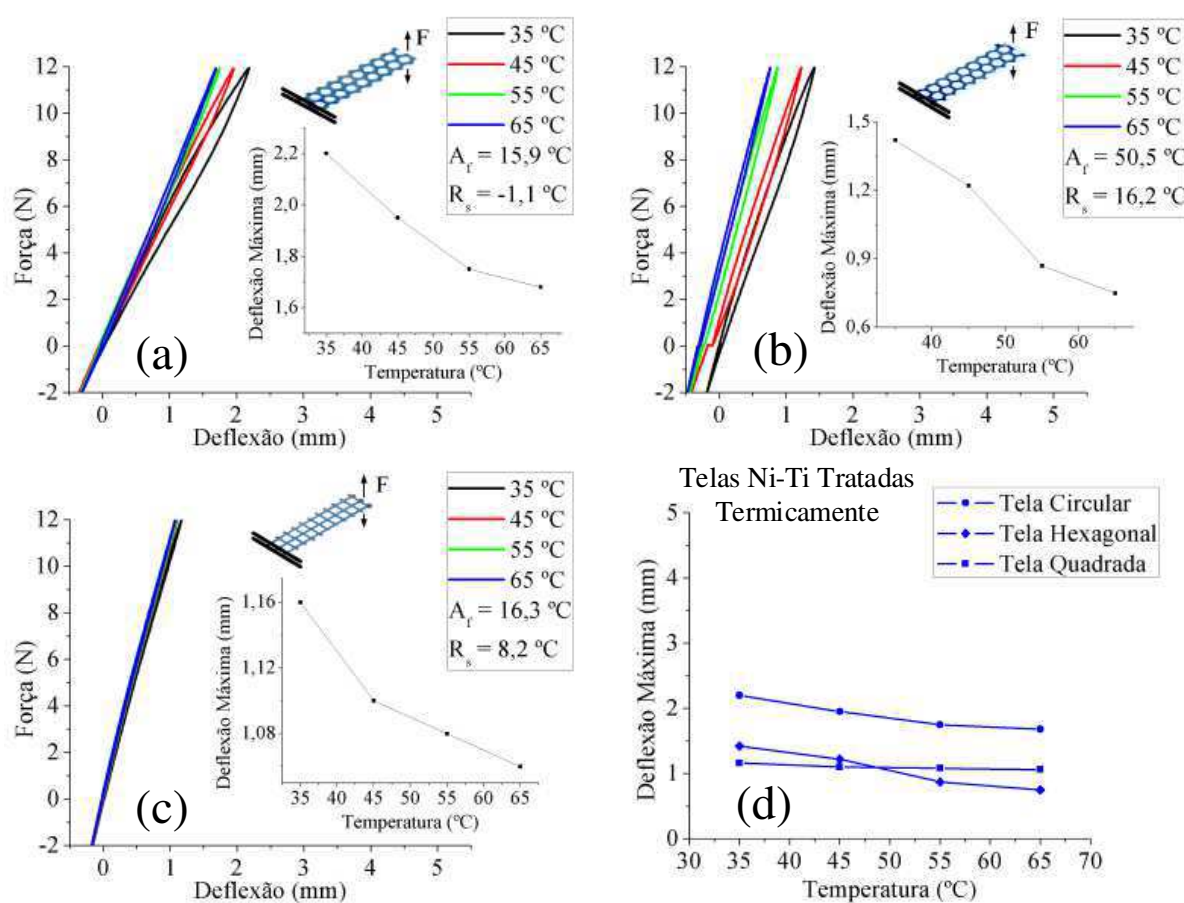 F
35 ºC
45 ºC
55 ºC
65 ºC
A_f = 15,9 ºC
R_s = -1,1 ºC
Força (N)
12
10
8
6
4
2
0
-2
Deflexão Máxima (mm)
2,2
2,0
1,8
1,6
35 40 45 50 55 60 65
Temperatura (ºC)
(a)
0 1 2 3 4 5
Deflexão (mm)
F
35 ºC
45 ºC
55 ºC
65 ºC
A_f = 50,5 ºC
R_s = 16,2 ºC
Força (N)
12
10
8
6
4
2
0
-2
Deflexão Máxima (mm)
1,5
1,2
0,9
0,6
40 50 60
Temperatura (ºC)
(b)
0 1 2 3 4 5
Deflexão (mm)
F
35 ºC
45 ºC
55 ºC
65 ºC
A_f = 16,3 ºC
R_s = 8,2 ºC
Força (N)
12
10
8
6
4
2
0
-2
Deflexão Máxima (mm)
1,16
1,12
1,08
35 40 45 50 55 60 65
Temperatura (ºC)
(c)
0 1 2 3 4 5
Deflexão (mm)
Telas Ni-Ti Tratadas
Termicamente
Tela Circular
Tela Hexagonal
Tela Quadrada
Deflexão Máxima (mm)
5
4
3
2
1
0
(d)
30 35 40 45 50 55 60 65 70
Temperatura (ºC)